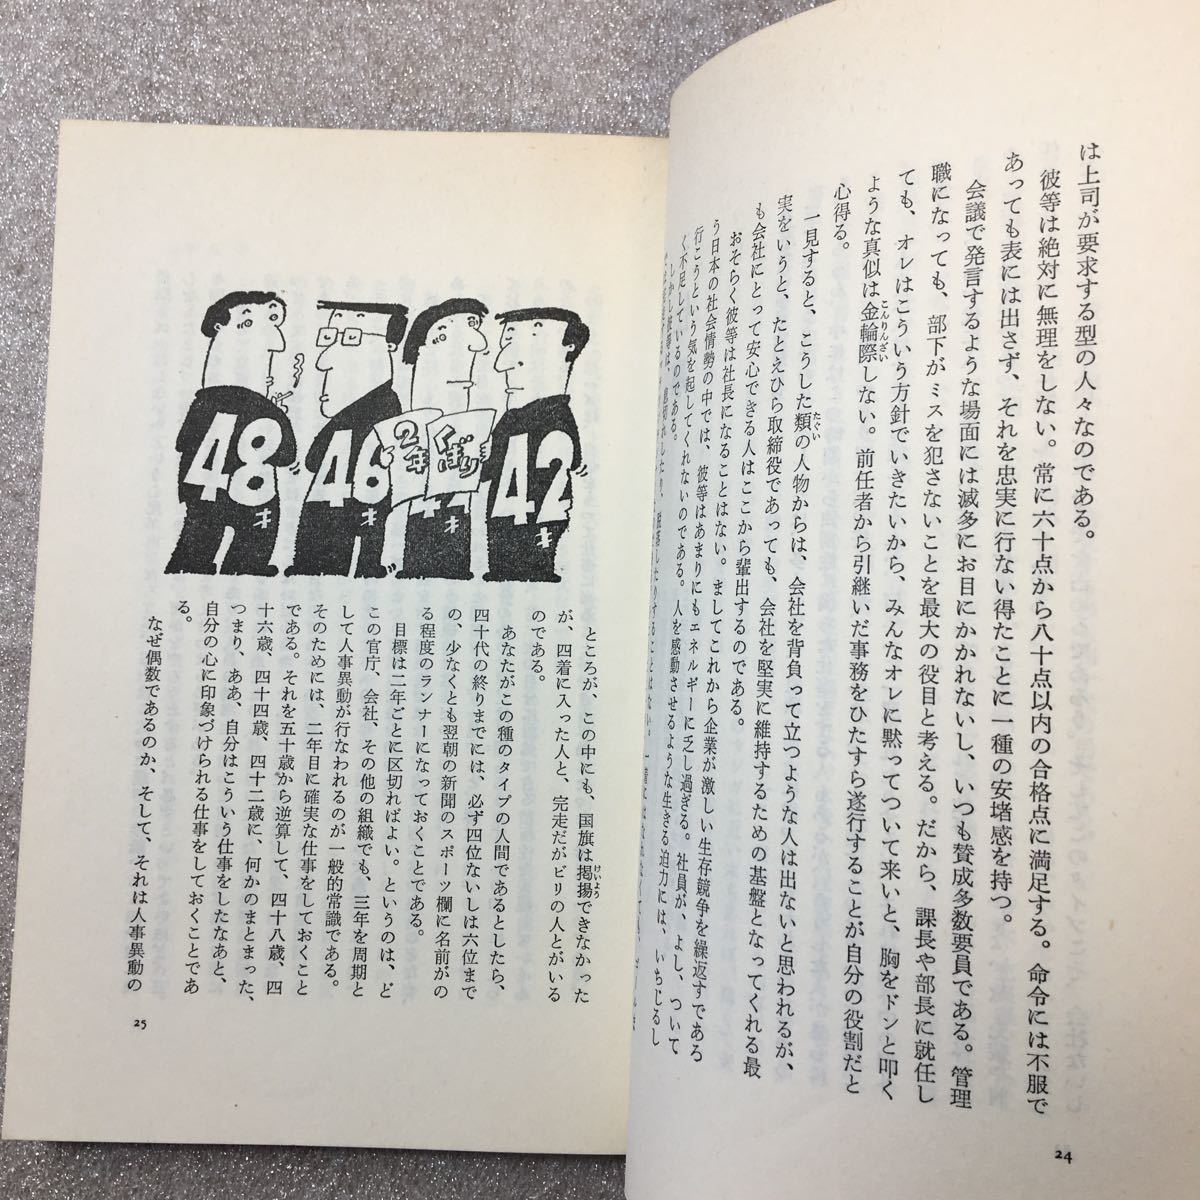 は上司が要求する型の人々なのである。
彼等は絶対に無理をしない。常に六十点から八十点以内の合格点に満足する。命令には不服で
あっても表には出さず、それを忠実に行ない得たことに一種の安堵感を持つ。
会議で発言するような場面には滅多にお目にかかれないし、いつも賛成多数要員である。管理
職になっても、部下がミスを犯さないことを最大の役目と考える。だから、課長や部長に就任し
ても、オレはこういう方針でいきたいから、みんなオレに黙ってついて来いと、胸をドンと叩く
ような真似は金輪際しない。前任者から引継いだ事務をひたすら遂行することが自分の役割だと
こんりんざい
心得る。
一見すると、こうした類の人物からは、会社を背負って立つような人は出ないと思われるが、
たぐい
実をいうと、たとえひら取締役であっても、会社を堅実に維持するための基盤となってくれる最
も会社にとって安心できる人はここから輩出するのである。
おそらく彼等は社長になることはない。ましてこれから企業が激しい生存競争を繰返すであろ
う日本の社会情勢の中では、彼等はあまりにもエネルギーに乏し過ぎる。社員が、よし、ついて
行こうという気を起してくれないのである。人を感動させるような生きる迫力には、いちじるし
く不足しているのである。
しかし彼等は、
24
48才
46才
2年
くぎり
42才
ところが、この中にも、国旗は掲揚できなかった
けいよう
が、四着に入った人と、完走だがビリの人とがいる
のである。
あなたがこの種のタイプの人間であるとしたら、
四十代の終りまでには、必ず四位ないしは六位まで
の、少なくとも翌朝の新聞のスポーツ欄に名前がの
る程度のランナーになっておくことである。
目標は二年ごとに区切ればよい。というのは、ど
この官庁、会社、その他の組織でも、三年を周期と
して人事異動が行なわれるのが一般的常識である。
そのためには、二年目に確実な仕事をしておくこと
である。それを五十歳から逆算して、四十八歳、四
十六歳、四十四歳、四十二歳に、何かのまとまった、
つまり、ああ、自分はこういう仕事をしたなあと、
自分の心に印象づけられる仕事をしておくことであ
る。
なぜ偶数であるのか、そして、それは人事異動の
25